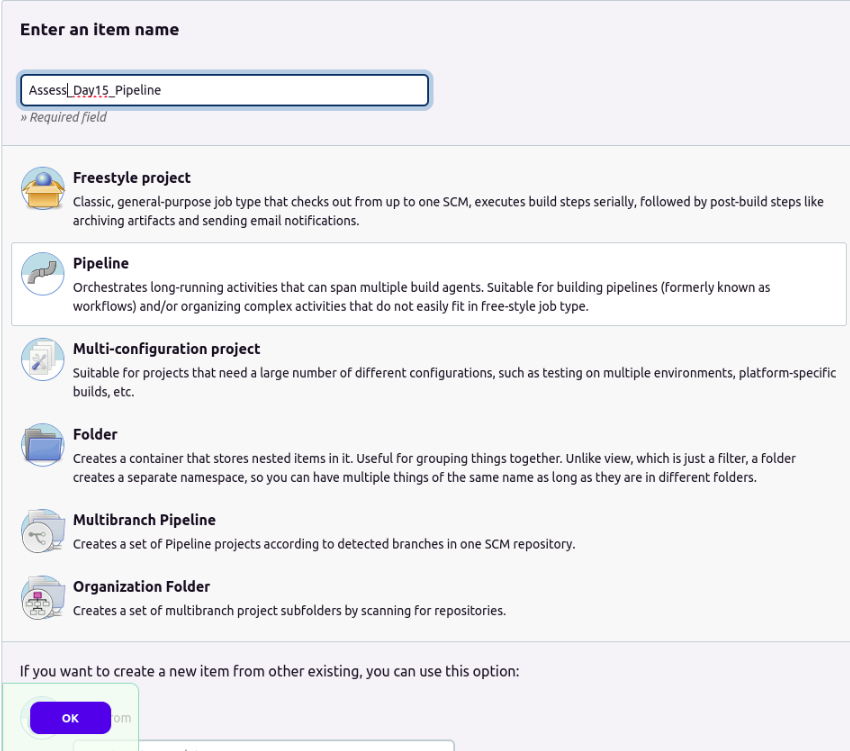 Enter an item name
Assess_Day15_Pipeline
» Required field
Freestyle project
Classic, general-purpose job type that checks out from up to one SCM, executes build steps serially, followed by post-build steps like
archiving artifacts and sending email notifications.
Pipeline
Orchestrates long-running activities that can span multiple build agents. Suitable for building pipelines (formerly known as
workflows) and/or organizing complex activities that do not easily fit in free-style job type.
Multi-configuration project
Suitable for projects that need a large number of different configurations, such as testing on multiple environments, platform-specific
builds, etc.
Folder
Creates a container that stores nested items in it. Useful for grouping things together. Unlike view, which is just a filter, a folder
creates a separate namespace, so you can have multiple things of the same name as long as they are in different folders.
Multibranch Pipeline
Creates a set of Pipeline projects according to detected branches in one SCM repository.
Organization Folder
Creates a set of multibranch project subfolders by scanning for repositories.
If you want to create a new item from other existing, you can use this option:
OK